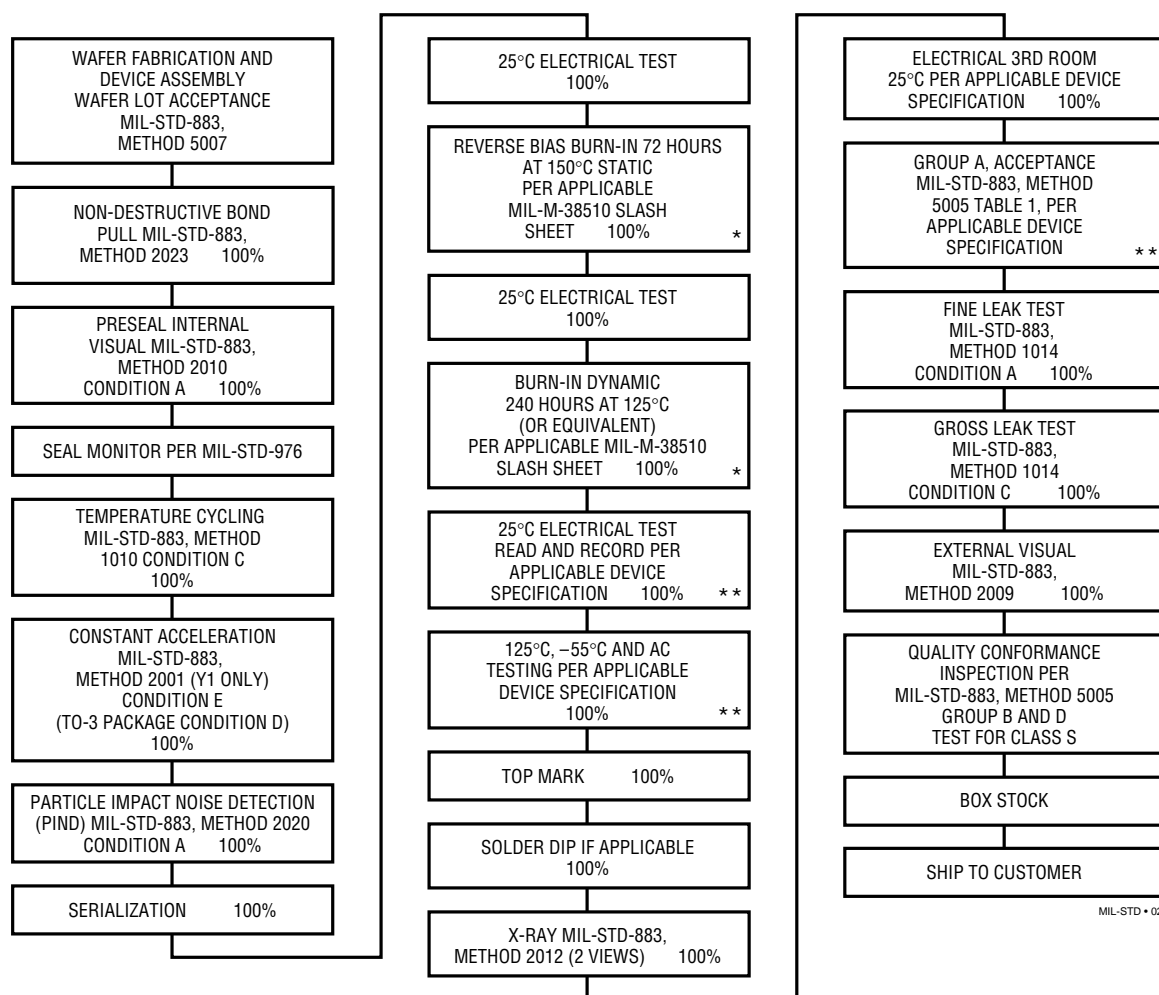 WAFER FABRICATION AND
DEVICE ASSEMBLY
WAFER LOT ACCEPTANCE
MIL-STD-883,
METHOD 5007
NON-DESTRUCTIVE BOND
PULL MIL-STD-883,
METHOD 2023 100%
PRESEAL INTERNAL
VISUAL MIL-STD-883,
METHOD 2010
CONDITION A 100%
SEAL MONITOR PER MIL-STD-976
TEMPERATURE CYCLING
MIL-STD-883, METHOD
1010 CONDITION C
100%
CONSTANT ACCELERATION
MIL-STD-883,
METHOD 2001 (Y1 ONLY)
CONDITION E
(TO-3 PACKAGE CONDITION D)
100%
PARTICLE IMPACT NOISE DETECTION
(PIND) MIL-STD-883, METHOD 2020
CONDITION A 100%
SERIALIZATION 100%
25°C ELECTRICAL TEST
100%
REVERSE BIAS BURN-IN 72 HOURS
AT 150°C STATIC
PER APPLICABLE
MIL-M-38510 SLASH
SHEET 100% *
25°C ELECTRICAL TEST
100%
BURN-IN DYNAMIC
240 HOURS AT 125°C
(OR EQUIVALENT)
PER APPLICABLE MIL-M-38510
SLASH SHEET 100% *
25°C ELECTRICAL TEST
READ AND RECORD PER
APPLICABLE DEVICE
SPECIFICATION 100% **
125°C, –55°C AND AC
TESTING PER APPLICABLE
DEVICE SPECIFICATION
100% **
TOP MARK 100%
SOLDER DIP IF APPLICABLE
100%
X-RAY MIL-STD-883,
METHOD 2012 (2 VIEWS) 100%
ELECTRICAL 3RD ROOM
25°C PER APPLICABLE DEVICE
SPECIFICATION 100%
GROUP A, ACCEPTANCE
MIL-STD-883, METHOD
5005 TABLE 1, PER
APPLICABLE DEVICE
SPECIFICATION **
FINE LEAK TEST
MIL-STD-883,
METHOD 1014
CONDITION A 100%
GROSS LEAK TEST
MIL-STD-883,
METHOD 1014
CONDITION C 100%
EXTERNAL VISUAL
MIL-STD-883,
METHOD 2009 100%
QUALITY CONFORMANCE
INSPECTION PER
MIL-STD-883, METHOD 5005
GROUP B AND D
TEST FOR CLASS S
BOX STOCK
SHIP TO CUSTOMER
MIL-STD • 02